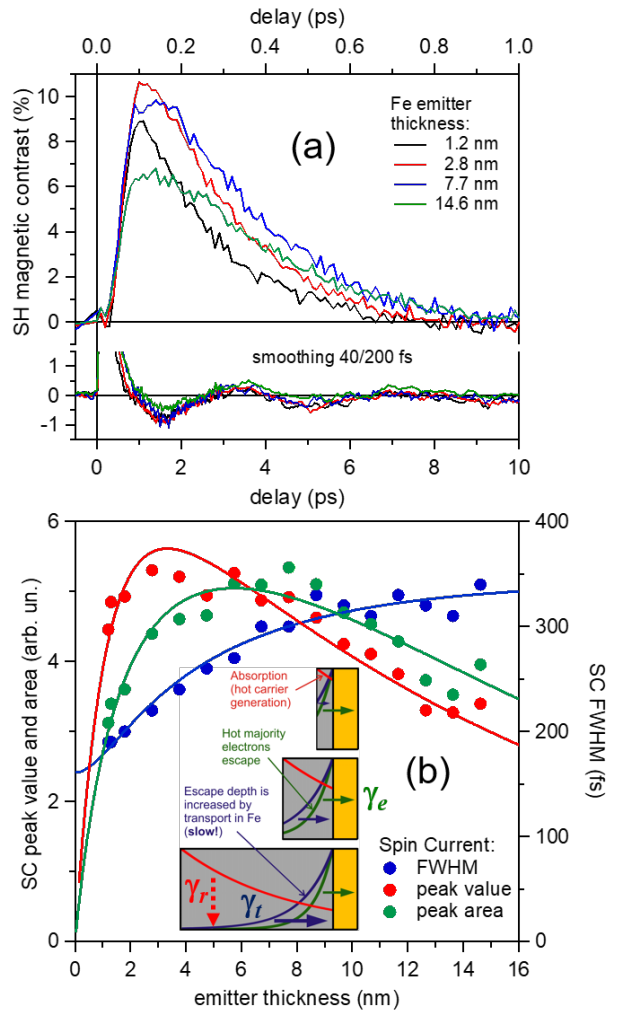 delay (ps)
0.0 0.2 0.4 0.6 0.8 1.0
SH magnetic contrast (%)
10
8
6
4
2
0
(a)
Fe emitter
thickness:
1.2 nm
2.8 nm
7.7 nm
14.6 nm
smoothing 40/200 fs
1
0
-1
0 2 4 6 8 10
delay (ps)
SC peak value and area (arb. un.)
6
5
4
2
0
400
300
200
100
0
SC FWHM
(fs)
Absorption
(hot carrier
generation)
Hot majority
electrons
escape
Escape depth is
increased by
transport in Fe
(slow!)
γe
γr
γt
(b)
Spin Current:
FWHM
peak value
peak area
0 2 4 6 8 10 12 14 16
emitter thickness (nm)